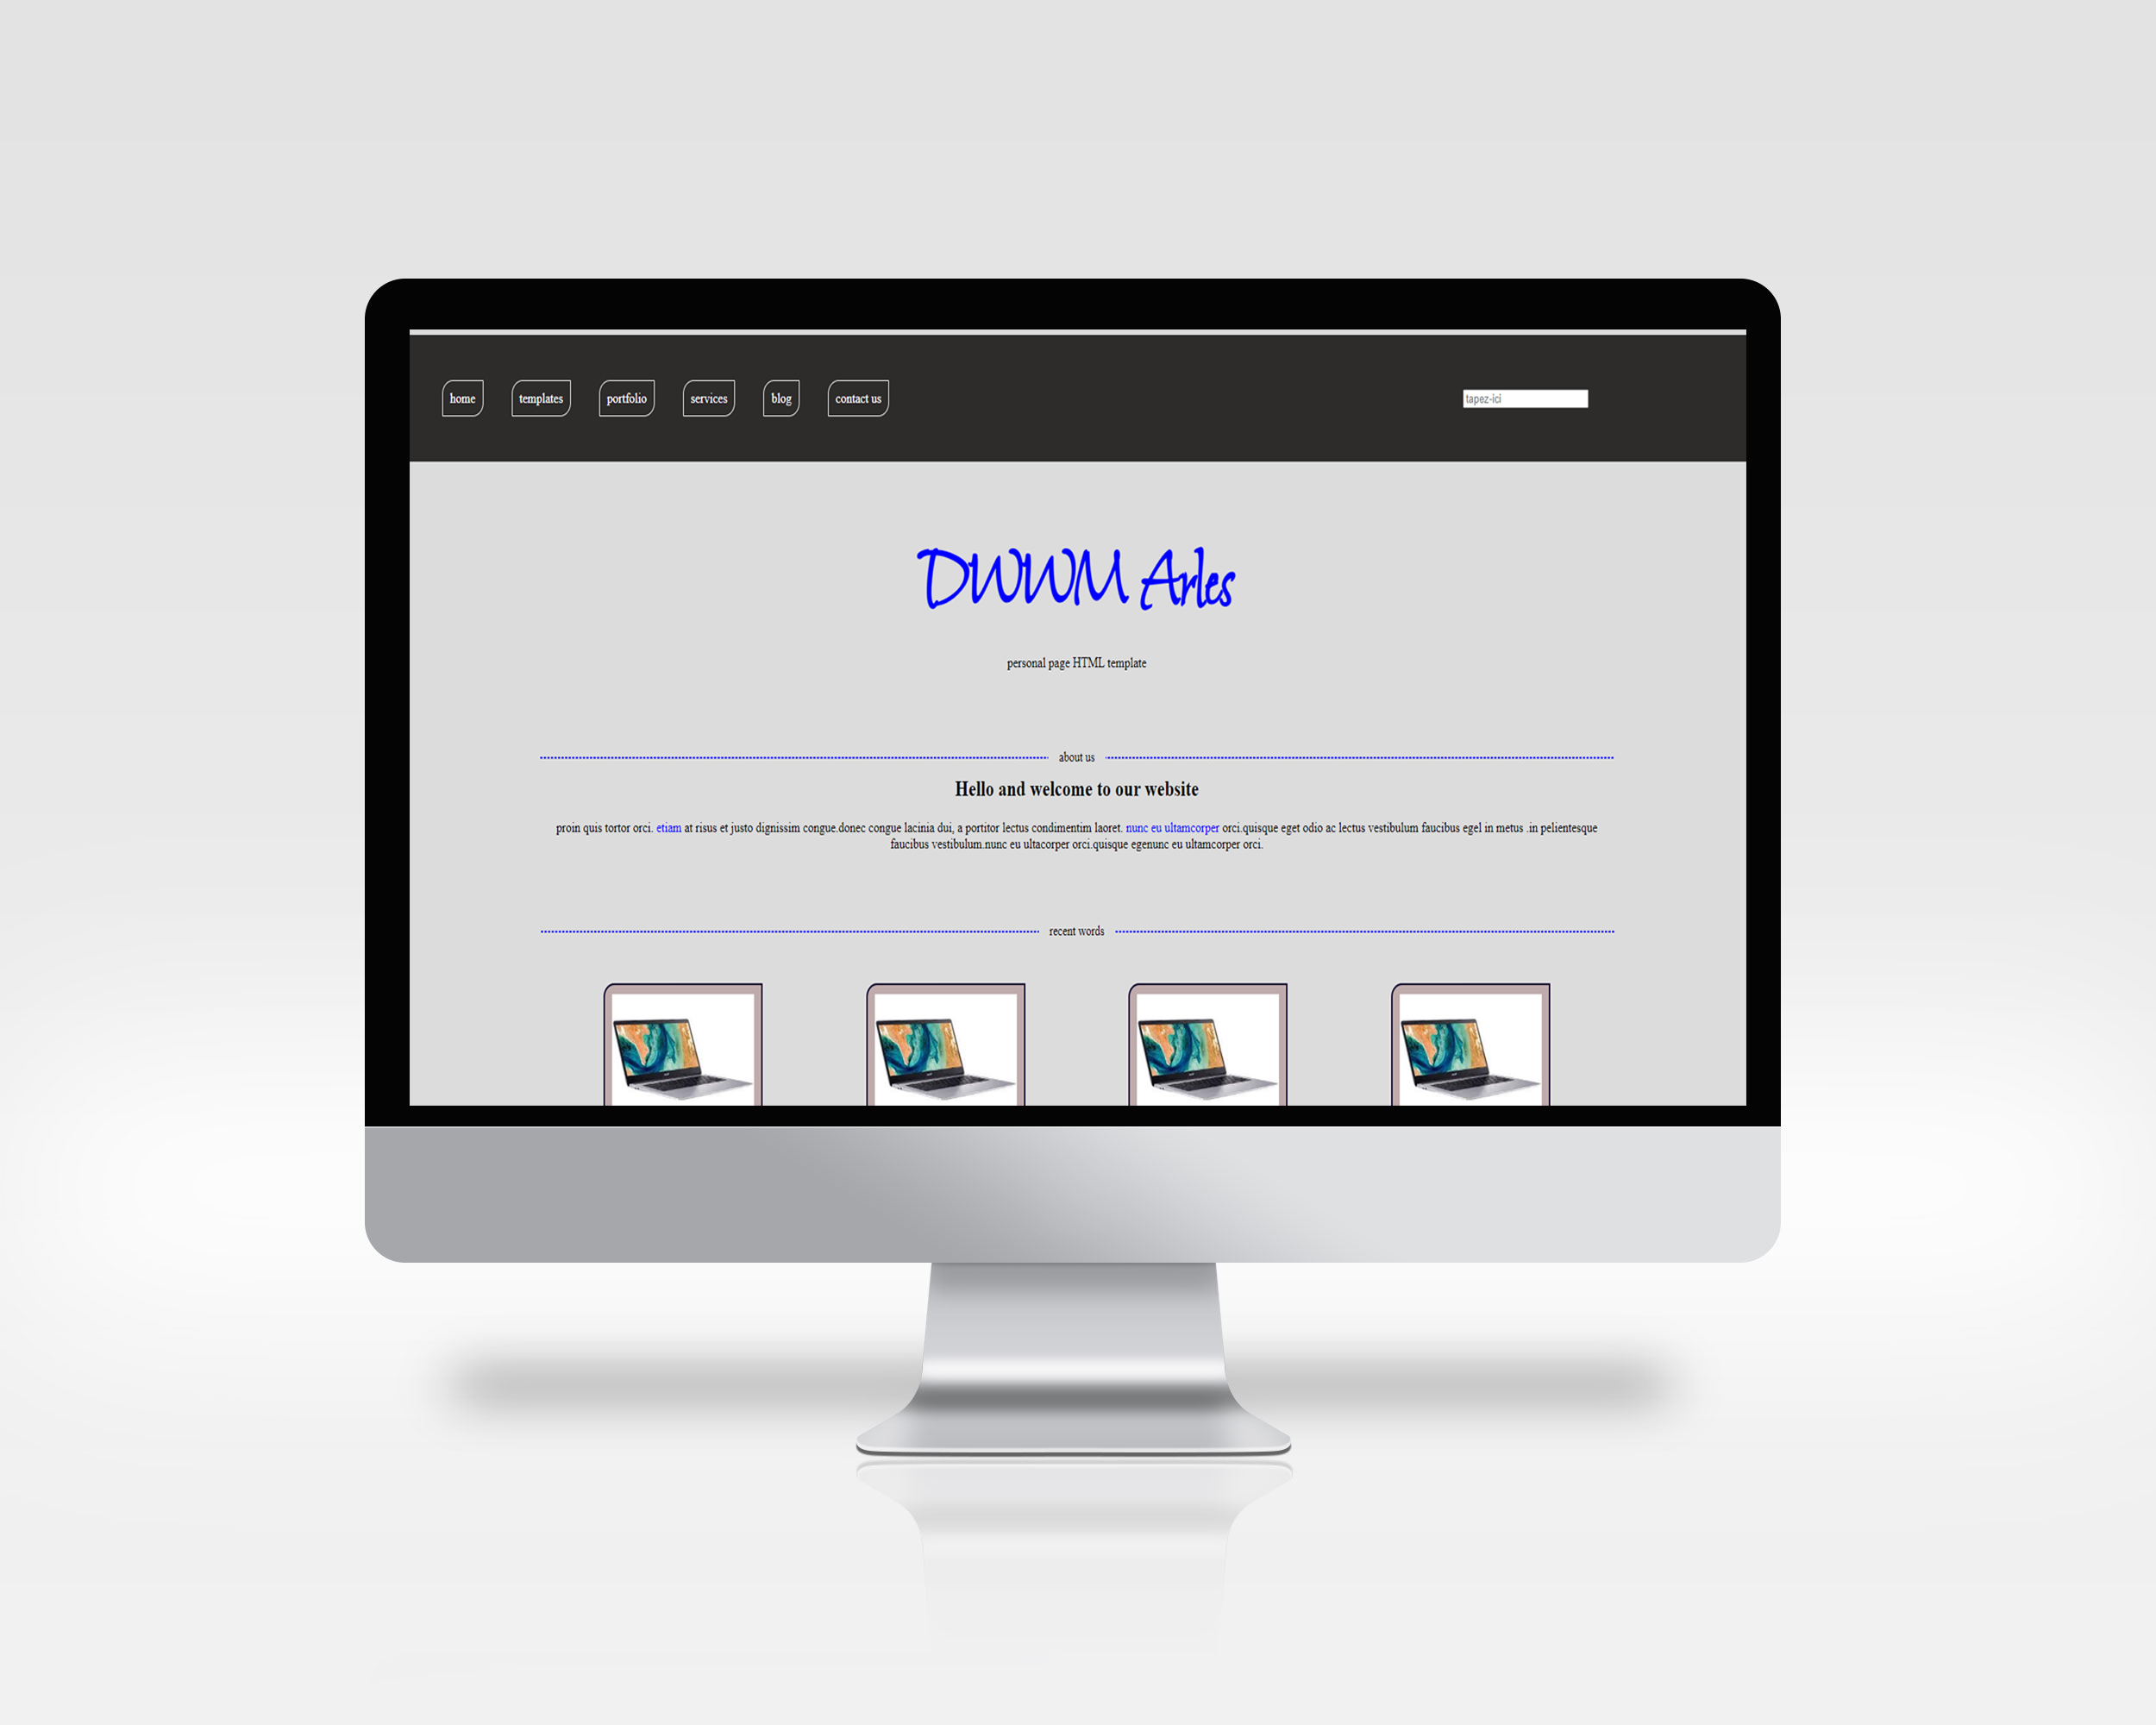 home templates portfolio services blog contact us tapez-ici
DWWM Arles
personal page HTML template
about us
Hello and welcome to our website
proin quis tortor orci. etiam at risus et justo dignissim congue.donec congue lacinia dui, a portitor lectus condimentim laoret. nunc eu ultamcorper orci.quisque eget odio ac lectus vestibulum faucibus egel in metus .in pelientesque
faucibus vestibulum.nunc eu ultacorper orci.quisque egenunc eu ultamcorper orci.
recent words